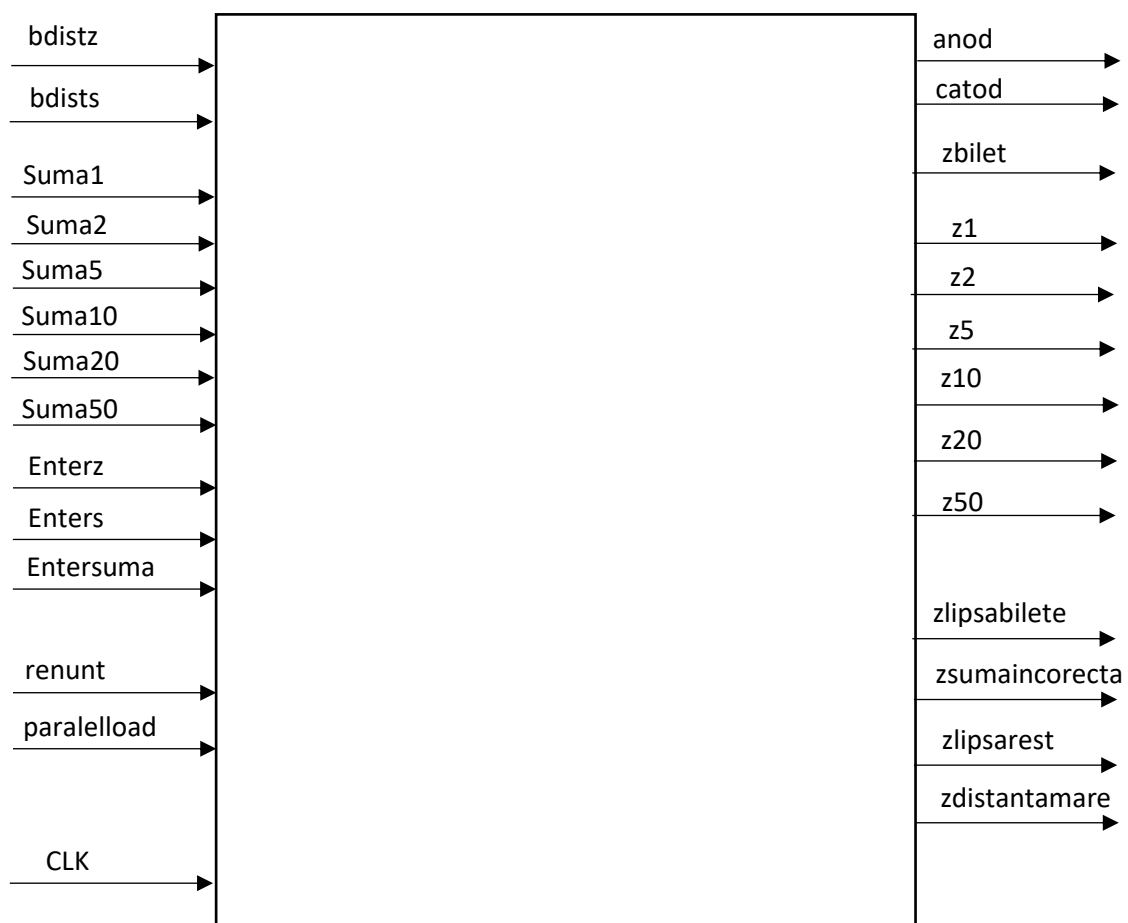 bdistz
bdists
Suma1
Suma2
Suma5
Suma10
Suma20
Suma50
Enterz
Enters
Entersuma
renunt
paralelload
CLK
anod
catod
zbilet
z1
z2
z5
z10
z20
z50
zlipsabilete
zsumaincorecta
zlipsarest
zdistantamare